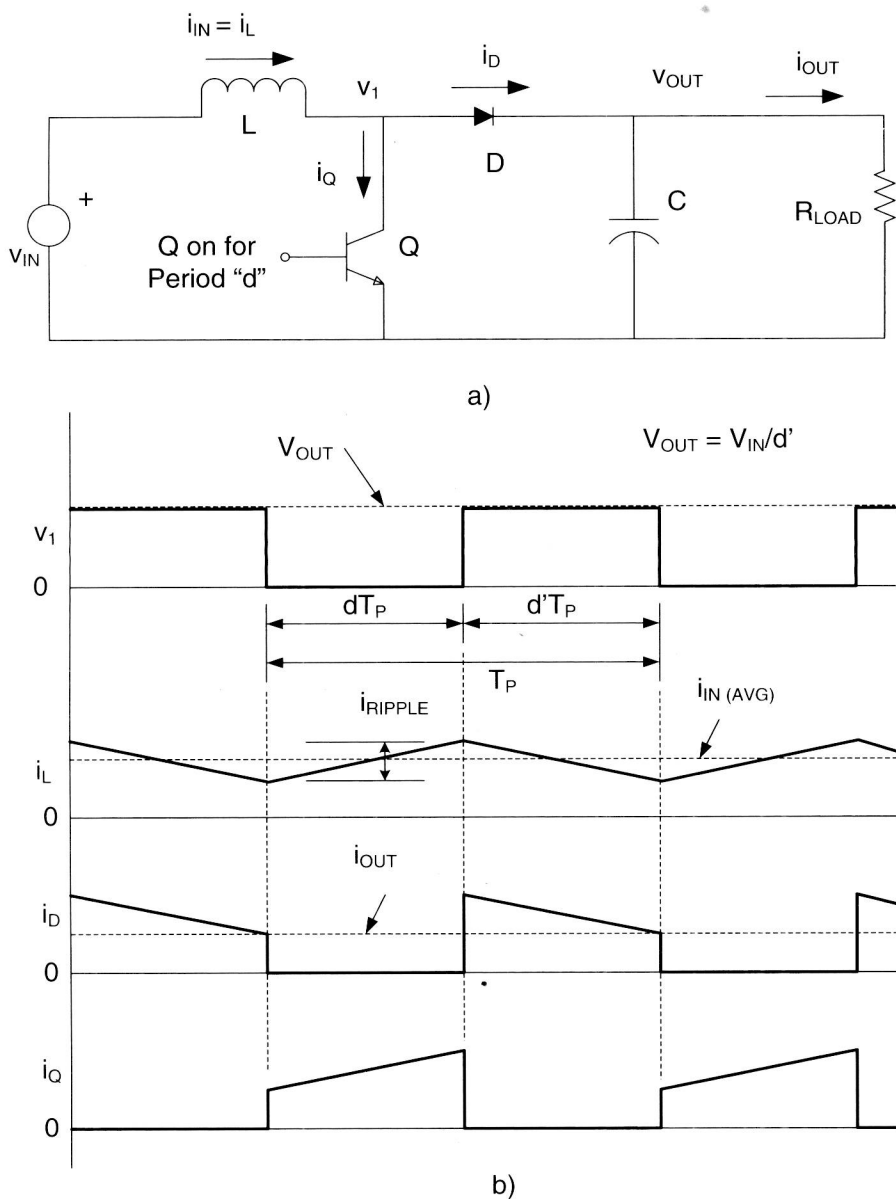 i_IN = i_L
L
v_1
i_D
v_OUT
i_OUT
i_Q
D
+
v_IN
Q on for
Period “d”
Q
C
R_LOAD
a)
V_OUT
V_OUT = V_IN/d’
v_1
0
dT_P
d’T_P
T_P
i_RIPPLE
i_IN (AVG)
i_L
0
i_OUT
i_D
0
i_Q
0
b)